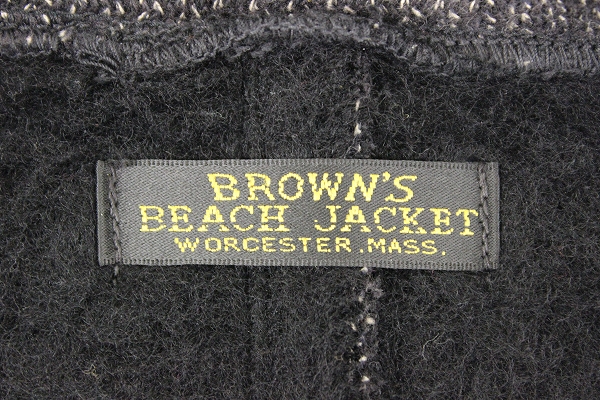 BROWN'S
BEACH JACKET
WORCESTER.MASS.